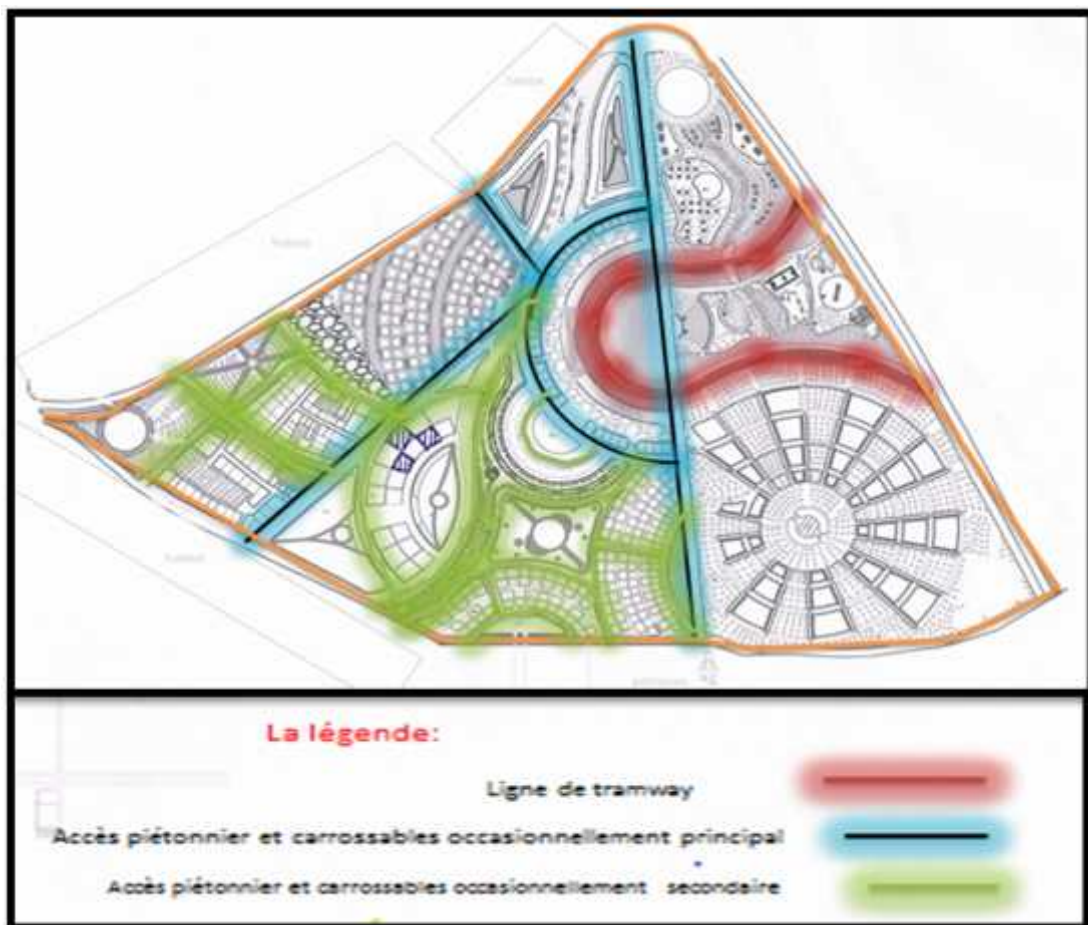 La légende:
Ligne de tramway
Accès piétonnier et carrossables occasionnellement principal
Accès piétonnier et carrossables occasionnellement secondaire